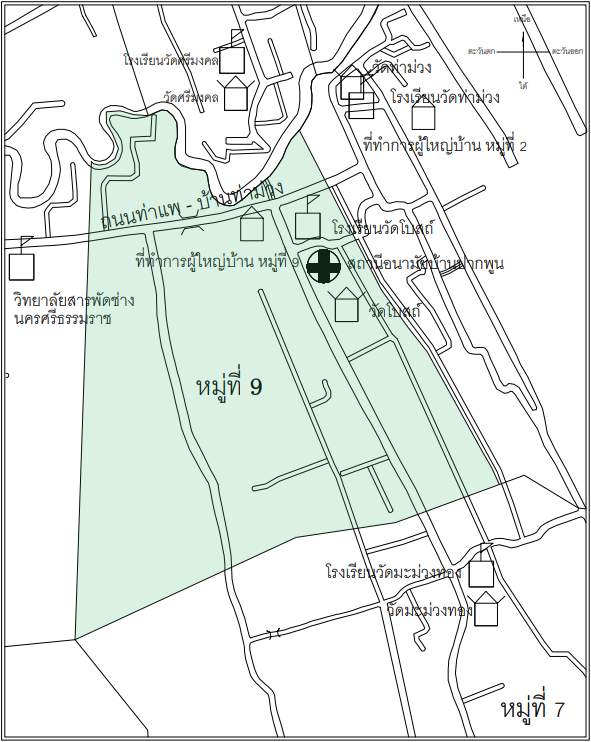 เหนือ
ตะวันตก
ตะวันออก
ใต้
โรงเรียนวัดศรีมงคล
วัดศรีมงคล
วัดท่าม่วง
โรงเรียนวัดท่าม่วง
ที่ทำการผู้ใหญ่บ้าน หมู่ที่ 2
ถนนท่าแพ - บ้านท่าม่วง
โรงเรียนวัดโบสถ์
ที่ทำการผู้ใหญ่บ้าน หมู่ที่ 9
สถานีอนามัยบ้านปากพูน
วิทยาลัยสารพัดช่าง
นครศรีธรรมราช
วัดโบสถ์
หมู่ที่ 9
โรงเรียนวัดมะม่วงทอง
วัดมะม่วงทอง
หมู่ที่ 7